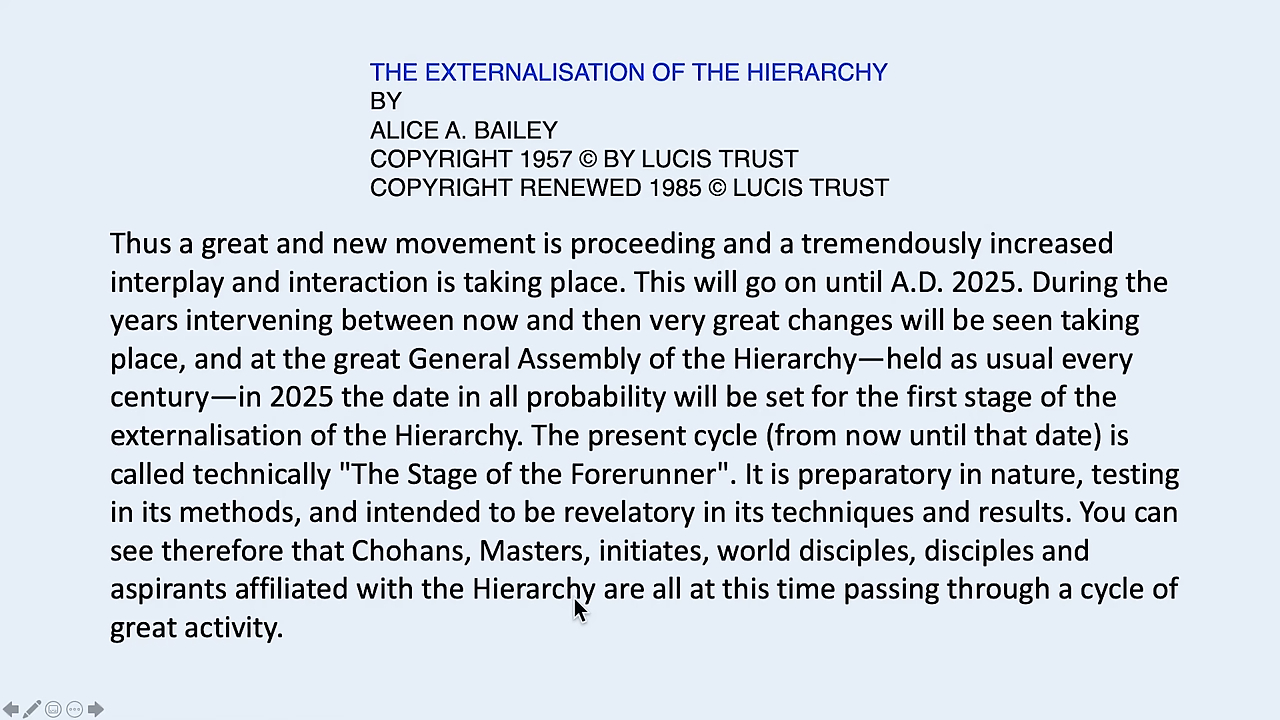 THE EXTERNALISATION OF THE HIERARCHY
BY
ALICE A. BAILEY
COPYRIGHT 1957 © BY LUCIS TRUST
COPYRIGHT RENEWED 1985 © LUCIS TRUST
Thus a great and new movement is proceeding and a tremendously increased
interplay and interaction is taking place. This will go on until A.D. 2025. During the
years intervening between now and then very great changes will be seen taking
place, and at the great General Assembly of the Hierarchy—held as usual every
century—in 2025 the date in all probability will be set for the first stage of the
externalisation of the Hierarchy. The present cycle (from now until that date) is
called technically "The Stage of the Forerunner". It is preparatory in nature, testing
in its methods, and intended to be revelatory in its techniques and results. You can
see therefore that Chohans, Masters, initiates, world disciples, disciples and
aspirants affiliated with the Hierarchy are all at this time passing through a cycle of
great activity.